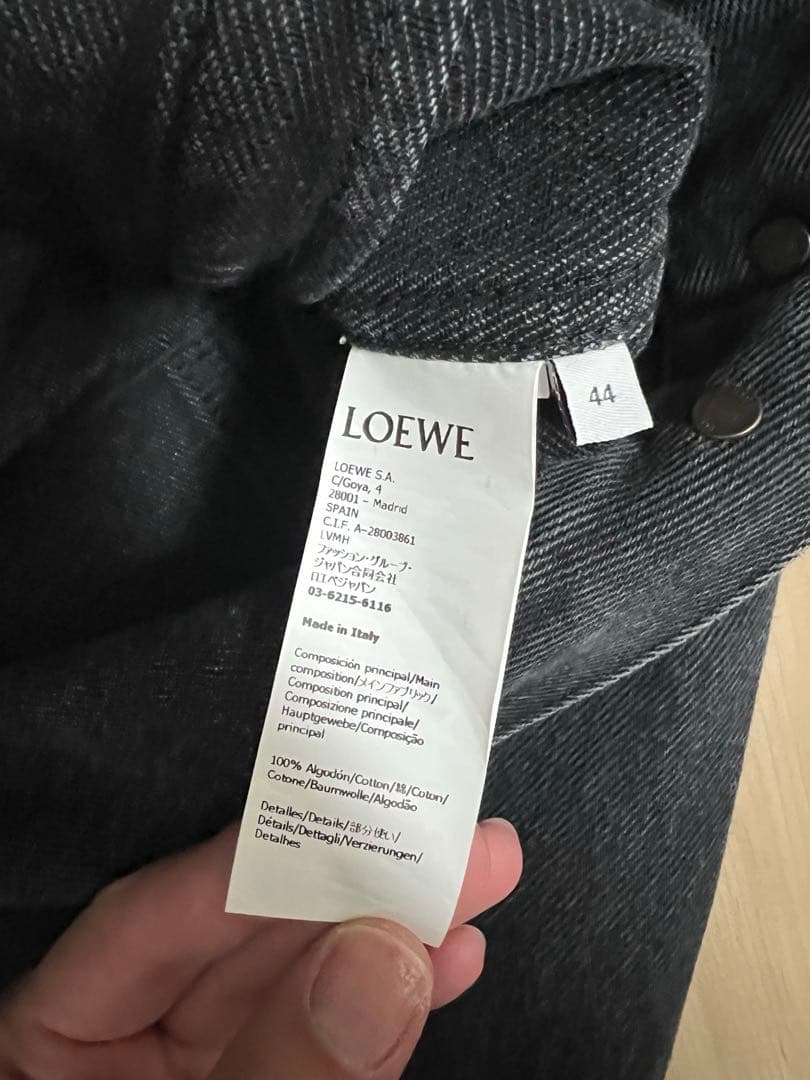 LOEWE
44
LOEWE S.A.
C/Goya, 4
28001 - Madrid
SPAIN
C.I.F. A-28003861
LVMH
ファッション・グループ・
ジャパン合同会社
ロエベジャパン
03-6215-6116
Made in Italy
Composición principal/Main
composition/メインファブリック/
Composition principal/
Composizione principale/
Hauptgewebe/Composição
principal
100% Algodón/Cotton/綿/Coton/
Cotone/Baumwolle/Algodão
Detalles/Details/部分使い/
Détails/Dettagli/Verzierungen/
Detalhes